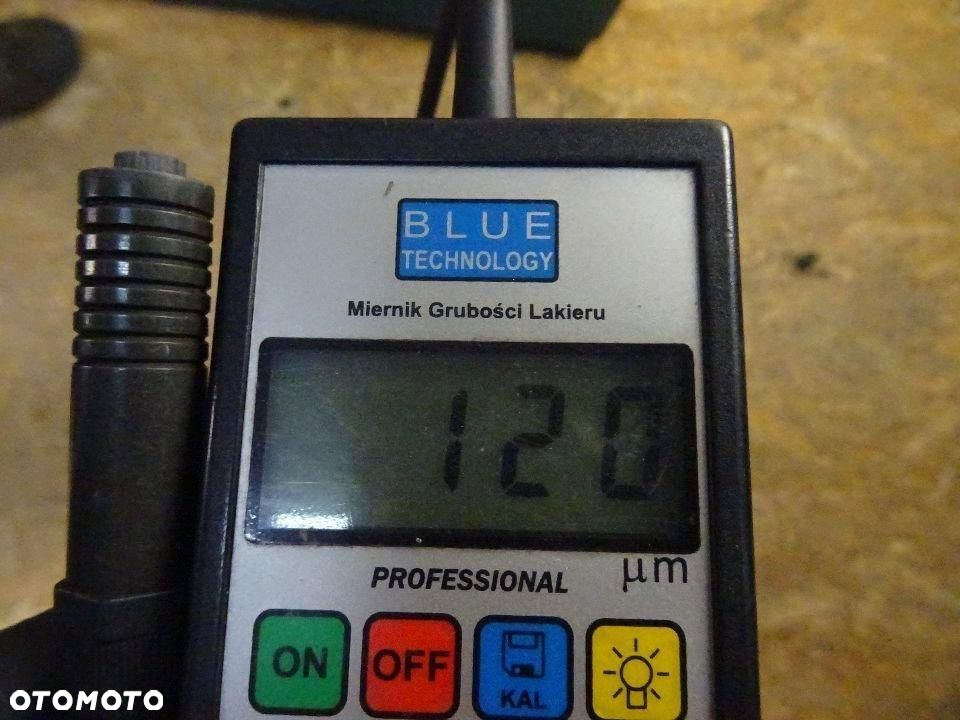 BLUE
TECHNOLOGY
Miernik Grubości Lakieru
120
PROFESSIONAL μm
ON OFF KAL
OTOMOTO